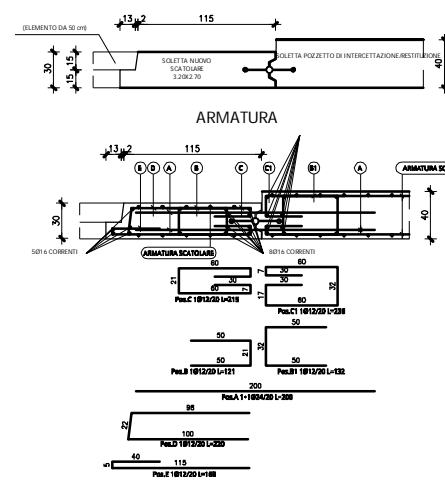 (ELEMENTO DA 50 cm)
13 2 115
SOLETTA NUOVO
SCATOLARE
3.20X2.70
SOLETTA POZZETTO DI INTERCETTAZIONE/RESTITUZIONE
30
15
15
40
ARMATURA
13 2 115
E D A B C C1 B1 A ARMATURA SC
30
40
5Ø16 CORRENTI
ARMATURA SCATOLARE
8Ø16 CORRENTI
60
21
30
60 7
Pos.C 1Ø12/20 L=215
60
7
30
30
17
60
32
Pos.C1 1Ø12/20 L=236
50
21
50
Pos.B 1Ø12/20 L=121
50
32
50
Pos.B1 1Ø12/20 L=132
200
Pos.A 1+1Ø24/20 L=200
98
22
100
Pos.D 1Ø12/20 L=220
40
5
115
Pos.E 1Ø12/20